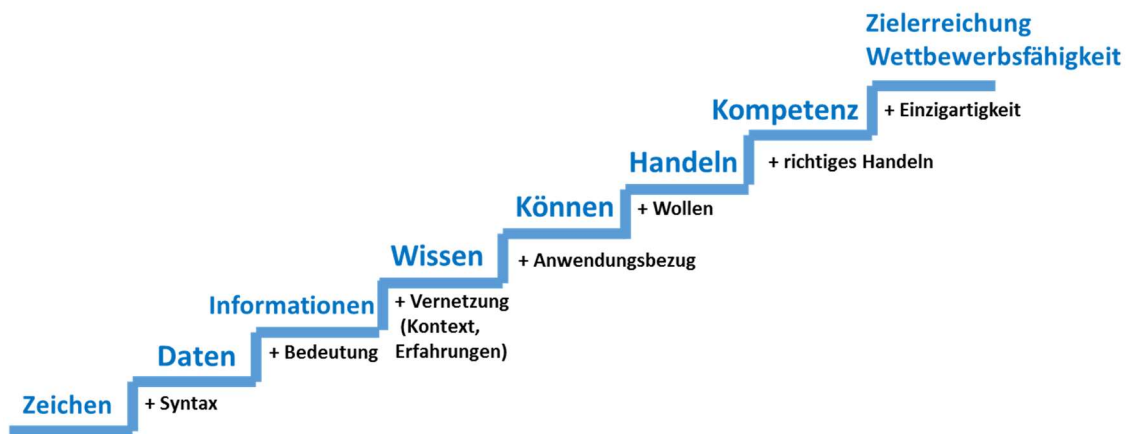 Zielerreichung
Wettbewerbsfähigkeit
+ Einzigartigkeit
Kompetenz
+ richtiges Handeln
Handeln
+ Wollen
Können
+ Anwendungsbezug
Wissen
+ Vernetzung
(Kontext,
Erfahrungen)
Informationen
+ Bedeutung
Daten
+ Syntax
Zeichen